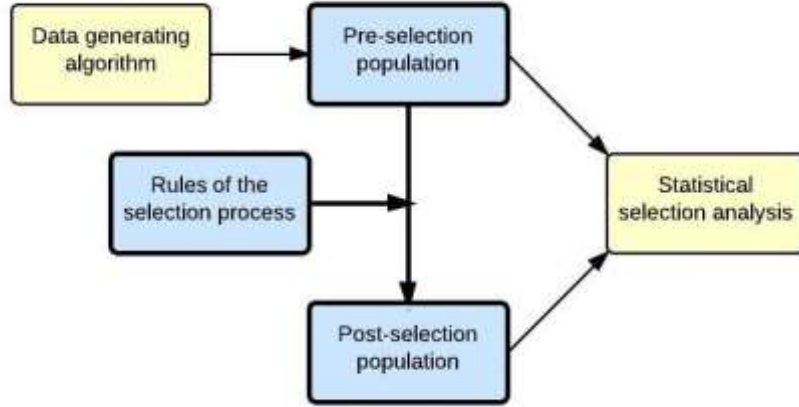 Data generating
algorithm
Pre-selection
population
Rules of the
selection process
Statistical
selection analysis
Post-selection
population